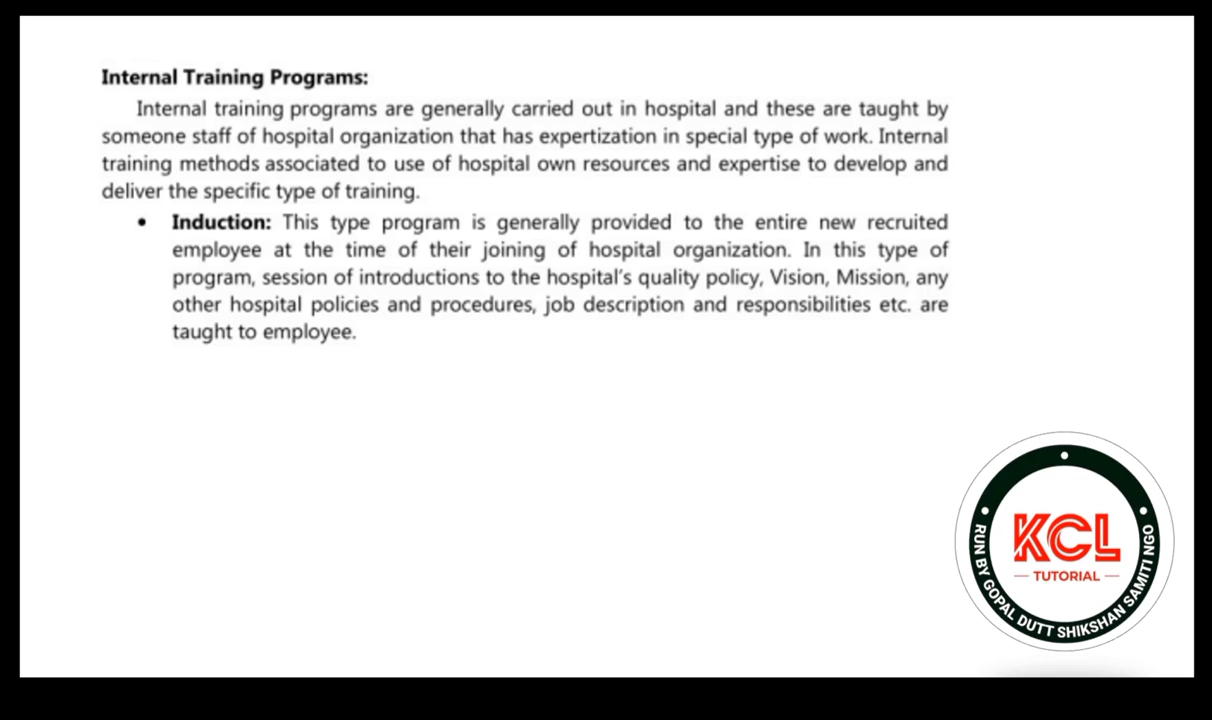 Internal Training Programs:
Internal training programs are generally carried out in hospital and these are taught by
someone staff of hospital organization that has expertization in special type of work. Internal
training methods associated to use of hospital own resources and expertise to develop and
deliver the specific type of training.
• Induction: This type program is generally provided to the entire new recruited
employee at the time of their joining of hospital organization. In this type of
program, session of introductions to the hospital's quality policy, Vision, Mission, any
other hospital policies and procedures, job description and responsibilities etc. are
taught to employee.
KCL
TUTORIAL
RUN BY GOPAL DUTT SHIKSHAN SAMITI NGO